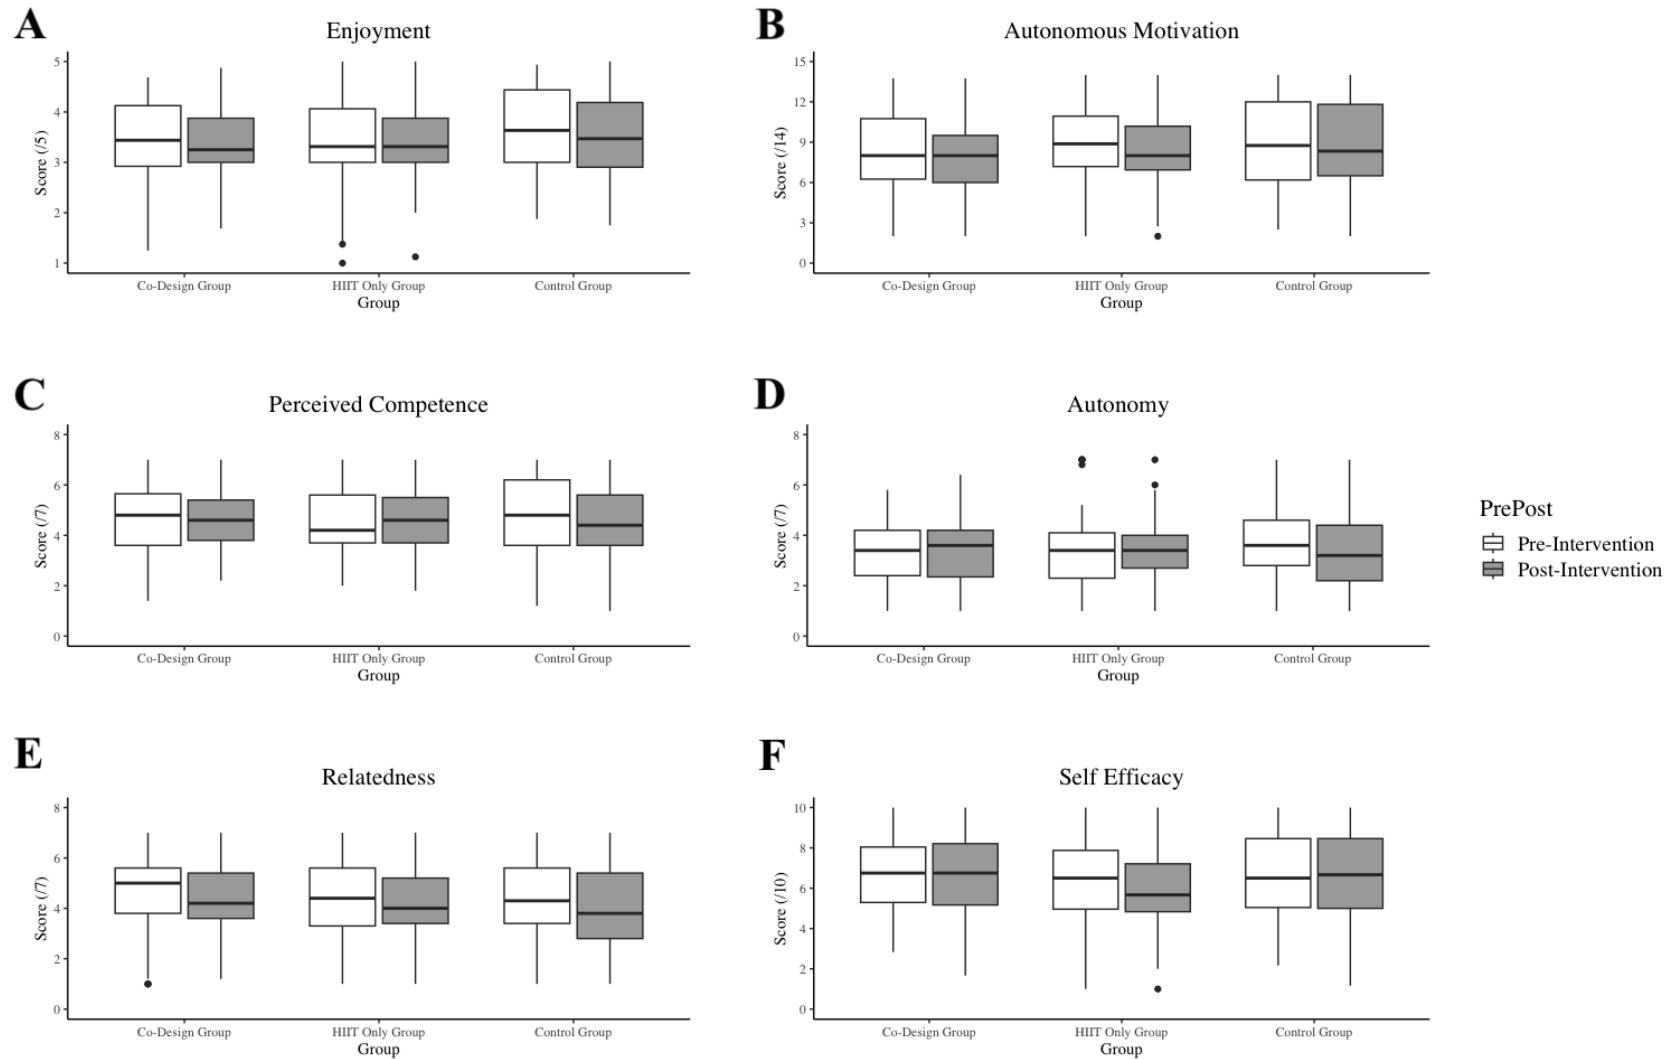 A
Enjoyment
Score (/5)
5
4
3
2
1
Co-Design Group
HIIT Only Group
Control Group
Group
B
Autonomous Motivation
Score (/14)
15
12
9
6
3
0
Co-Design Group
HIIT Only Group
Control Group
Group
C
Perceived Competence
Score (/7)
8
6
4
2
0
Co-Design Group
HIIT Only Group
Control Group
Group
D
Autonomy
Score (/7)
8
6
4
2
0
Co-Design Group
HIIT Only Group
Control Group
Group
PrePost
Pre-Intervention
Post-Intervention
E
Relatedness
Score (/7)
8
6
4
2
0
Co-Design Group
HIIT Only Group
Control Group
Group
F
Self Efficacy
Score (/10)
10
8
6
4
2
0
Co-Design Group
HIIT Only Group
Control Group
Group